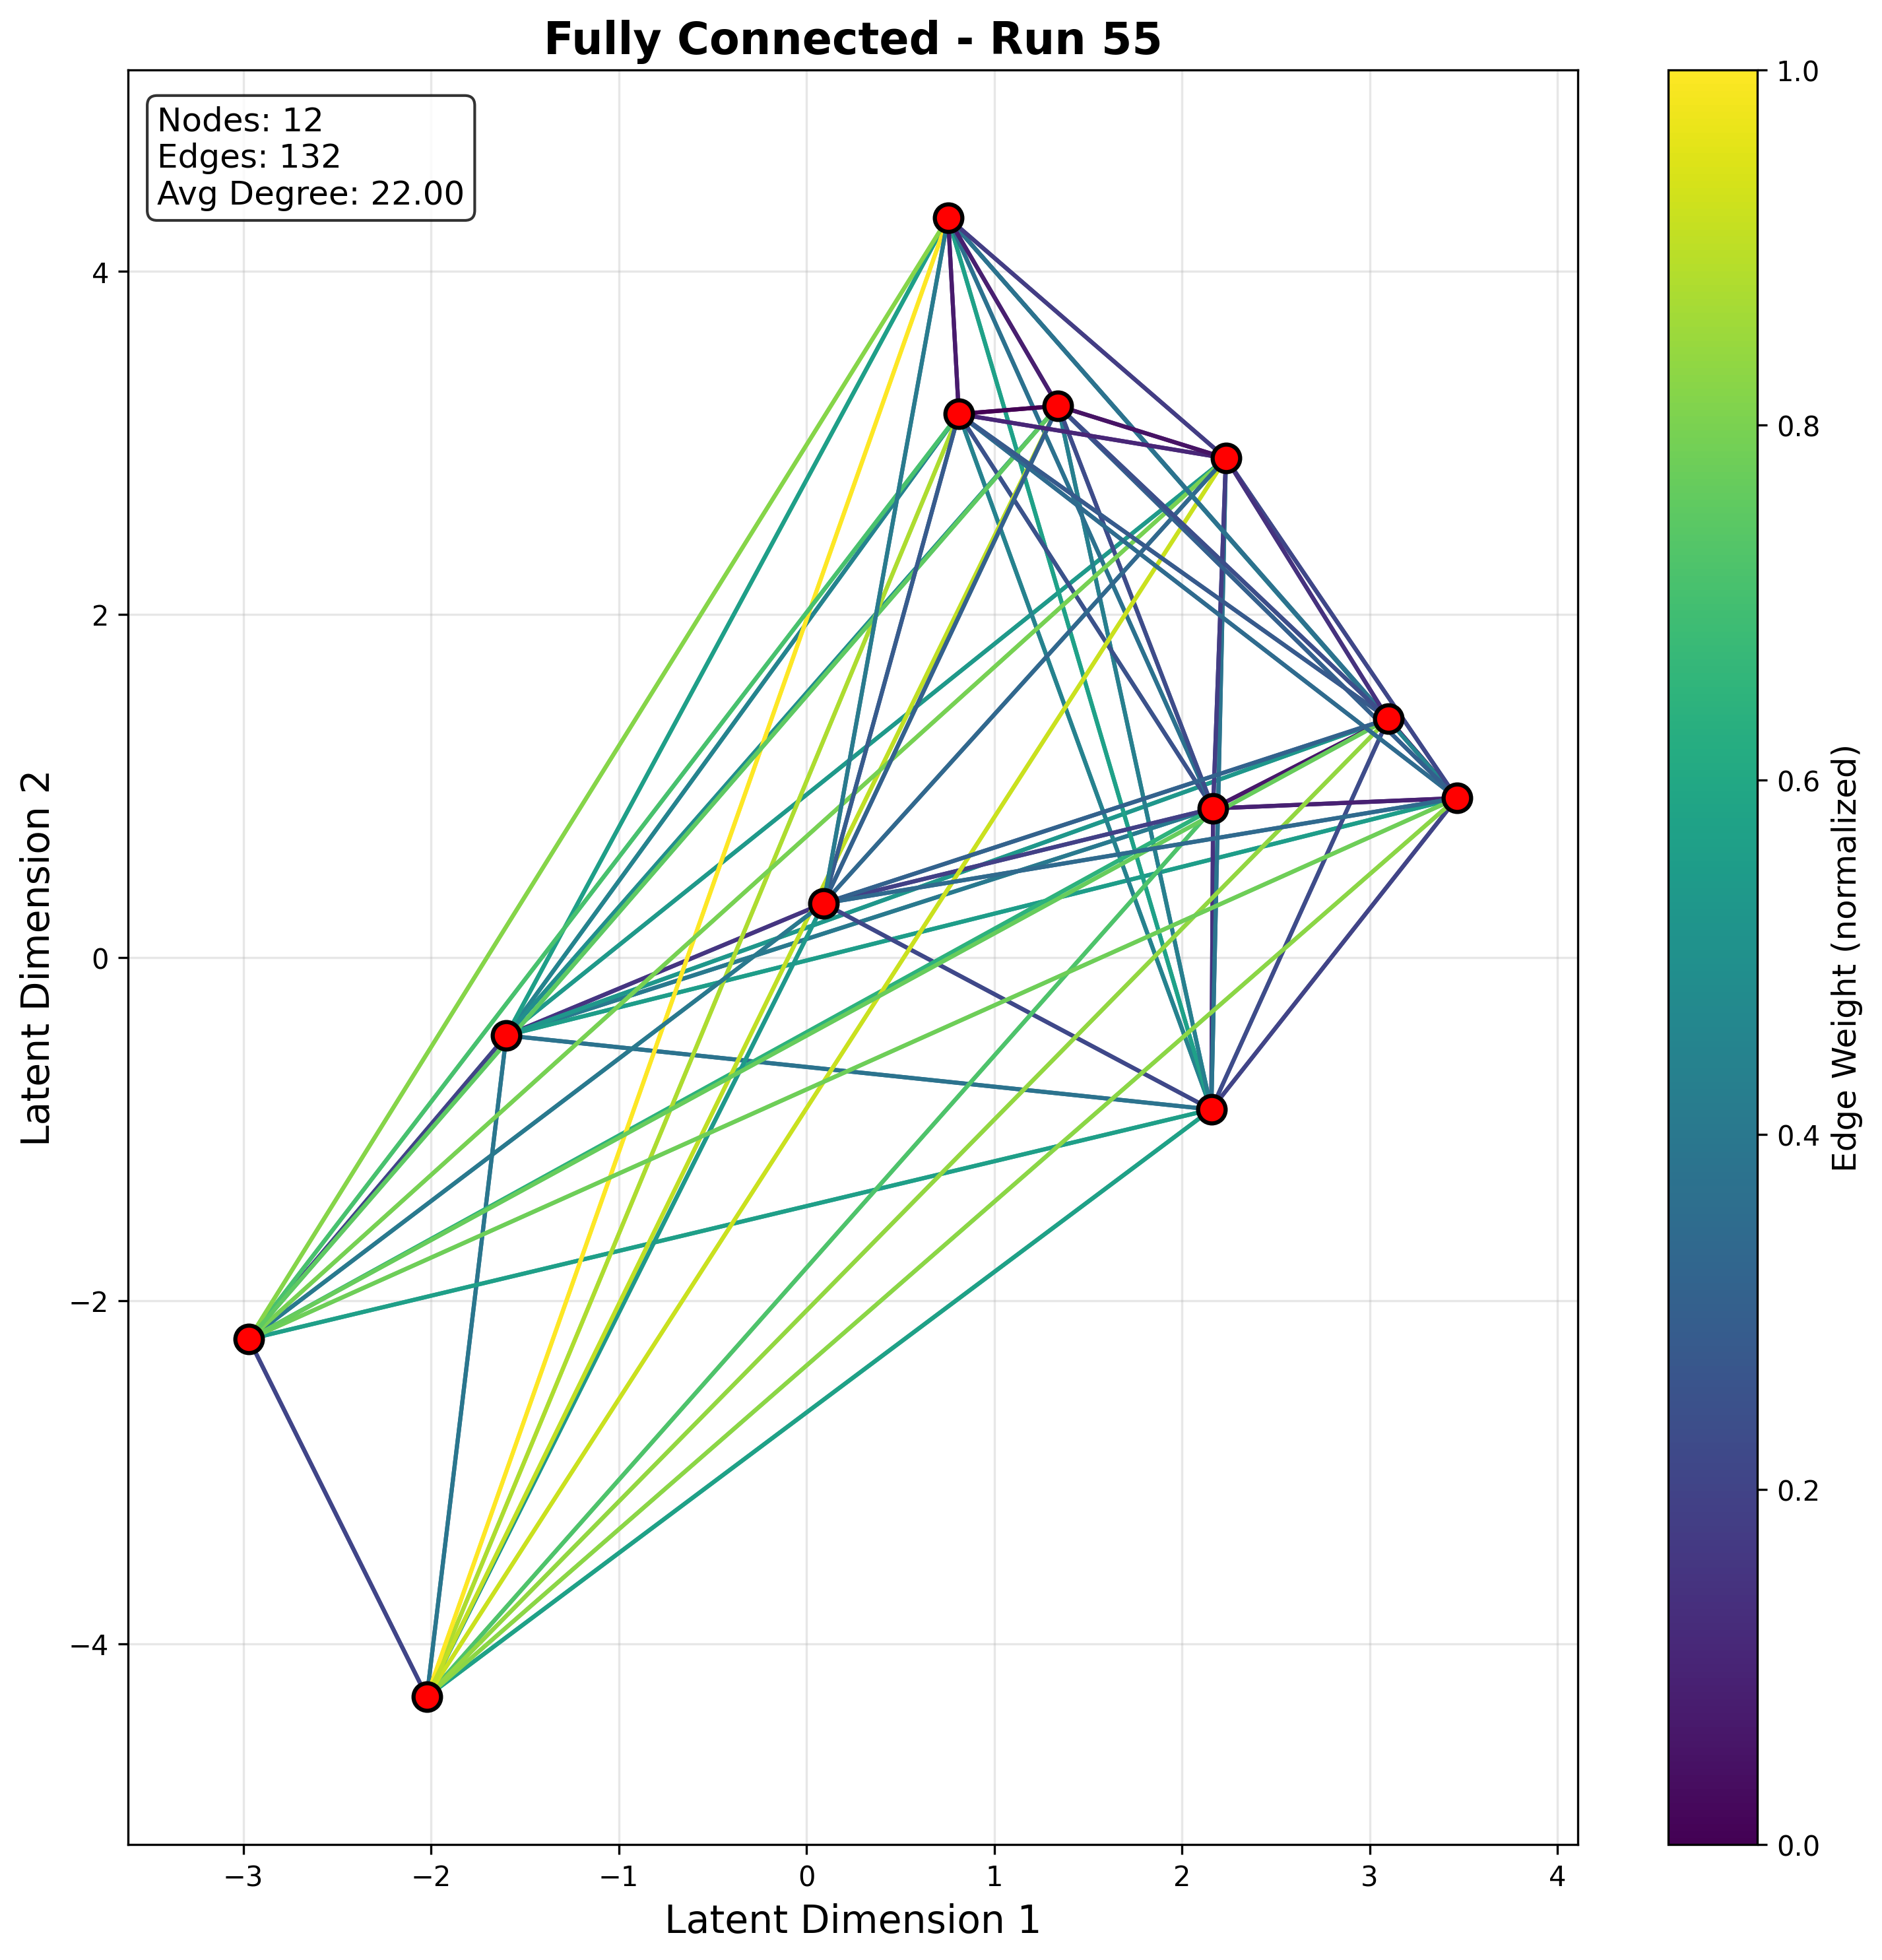 Fully Connected - Run 55
Nodes: 12
Edges: 132
Avg Degree: 22.00
Latent Dimension 2
4
2
0
−2
−4
−3
−2
−1
0
1
2
3
4
Latent Dimension 1
1.0
0.8
0.6
0.4
0.2
0.0
Edge Weight (normalized)